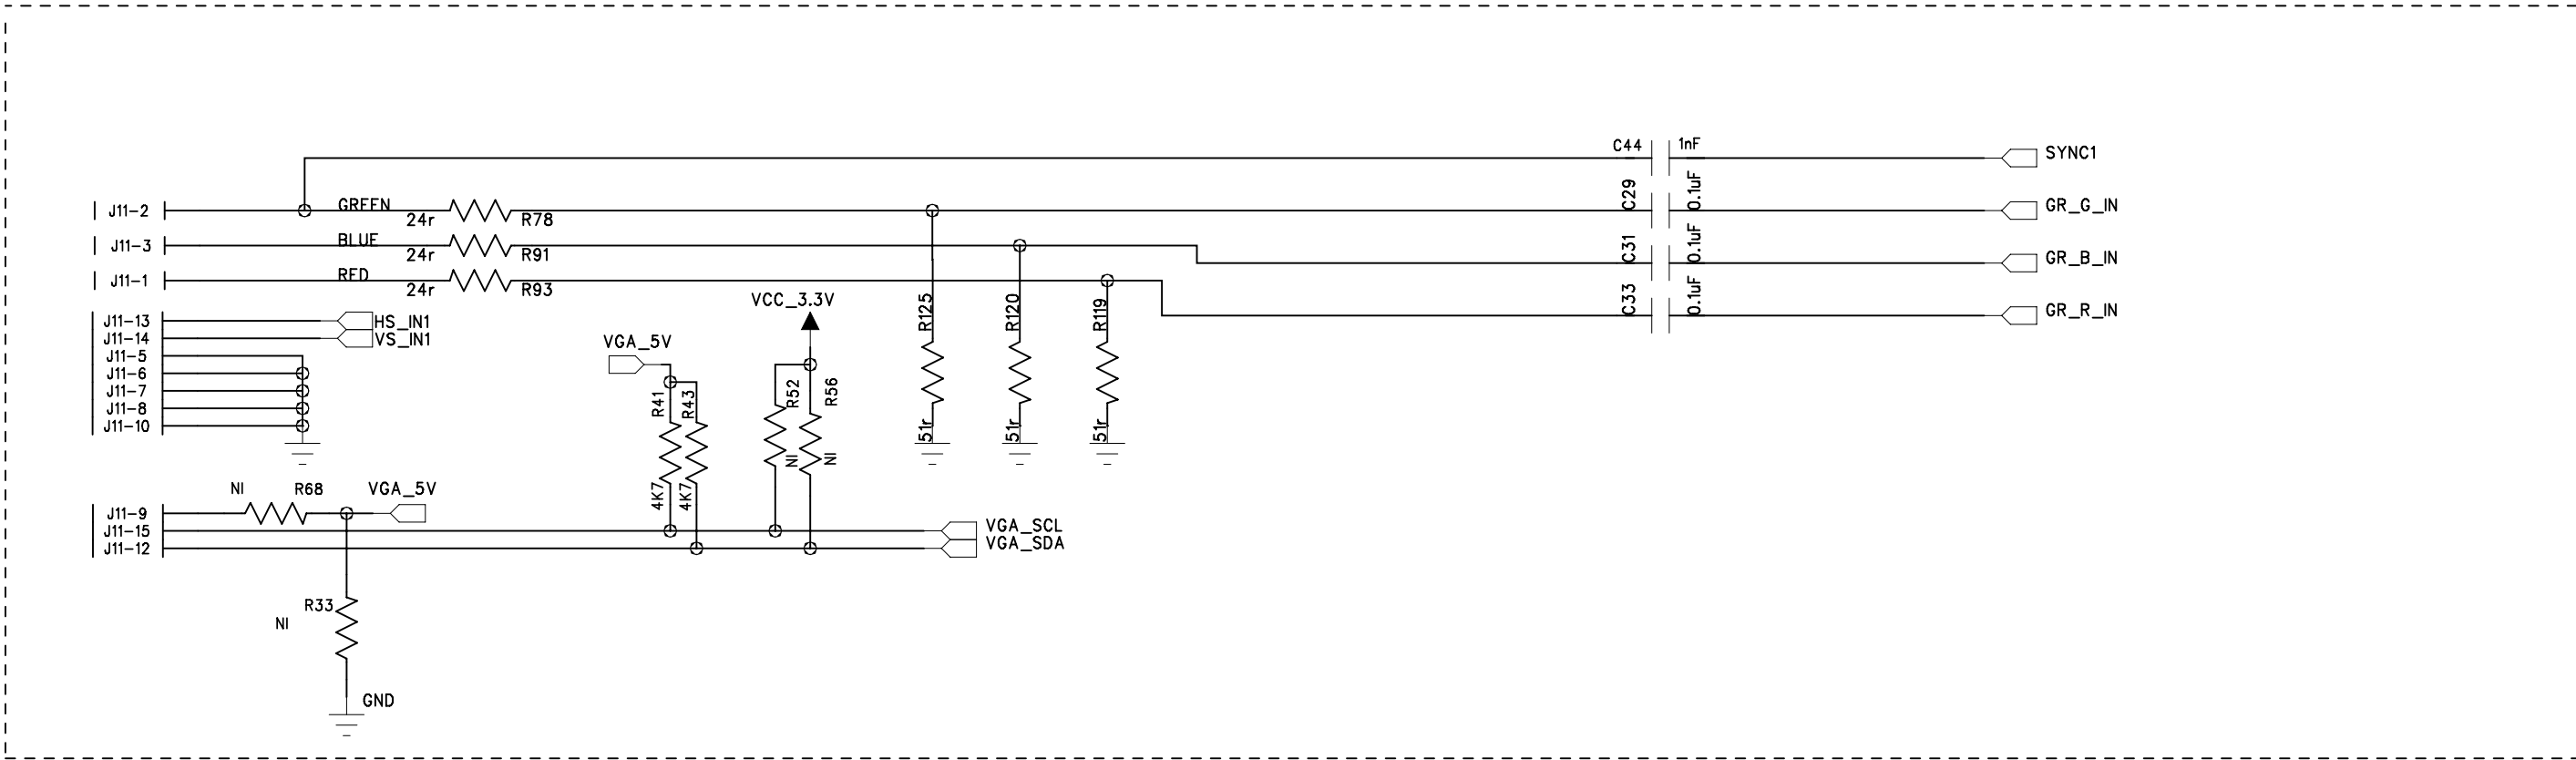 C44 1nF SYNC1
J11-2 GREEN 24r R78 C29 0.1uF GR_G_IN
J11-3 BLUE 24r R91 C31 0.1uF GR_B_IN
J11-1 RED 24r R93 C33 0.1uF GR_R_IN
J11-13 HS_IN1
J11-14 VS_IN1
J11-5
J11-6
J11-7
J11-8
J11-10
VCC_3.3V
VGA_5V
R41 4K7
R43 4K7
R52 NI
R56 NI
R125 51r
R120 51r
R119 51r
NI R68 VGA_5V
J11-9
J11-15 VGA_SCL
J11-12 VGA_SDA
R33
NI
GND